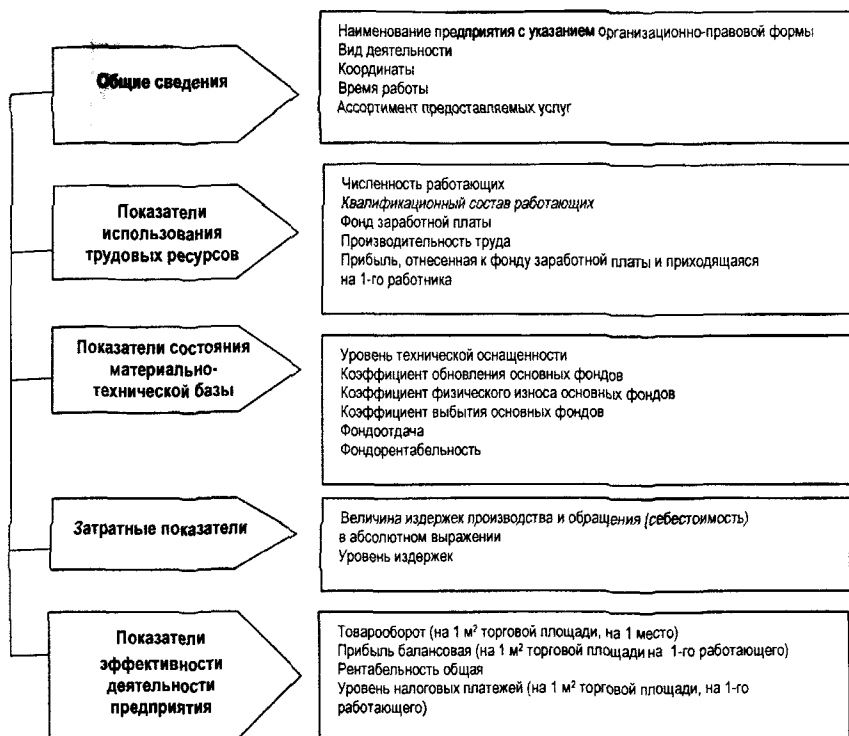 Общие сведения
Наименование предприятия с указанием организационно-правовой формы
Вид деятельности
Координаты
Время работы
Ассортимент предоставляемых услуг
Показатели
использования
трудовых ресурсов
Численность работающих
Квалификационный состав работающих
Фонд заработной платы
Производительность труда
Прибыль, отнесенная к фонду заработной платы и приходящаяся
на 1-го работника
Показатели состояния
материально-
технической базы
Уровень технической оснащенности
Коэффициент обновления основных фондов
Коэффициент физического износа основных фондов
Коэффициент выбытия основных фондов
Фондоотдача
Фондорентабельность
Затратные показатели
Величина издержек производства и обращения (себестоимость)
в абсолютном выражении
Уровень издержек
Показатели
эффективности
деятельности
предприятия
Товарооборот (на 1 м² торговой площади, на 1 место)
Прибыль балансовая (на 1 м² торговой площади на 1-го работающего)
Рентабельность общая
Уровень налоговых платежей (на 1 м² торговой площади, на 1-го
работающего)